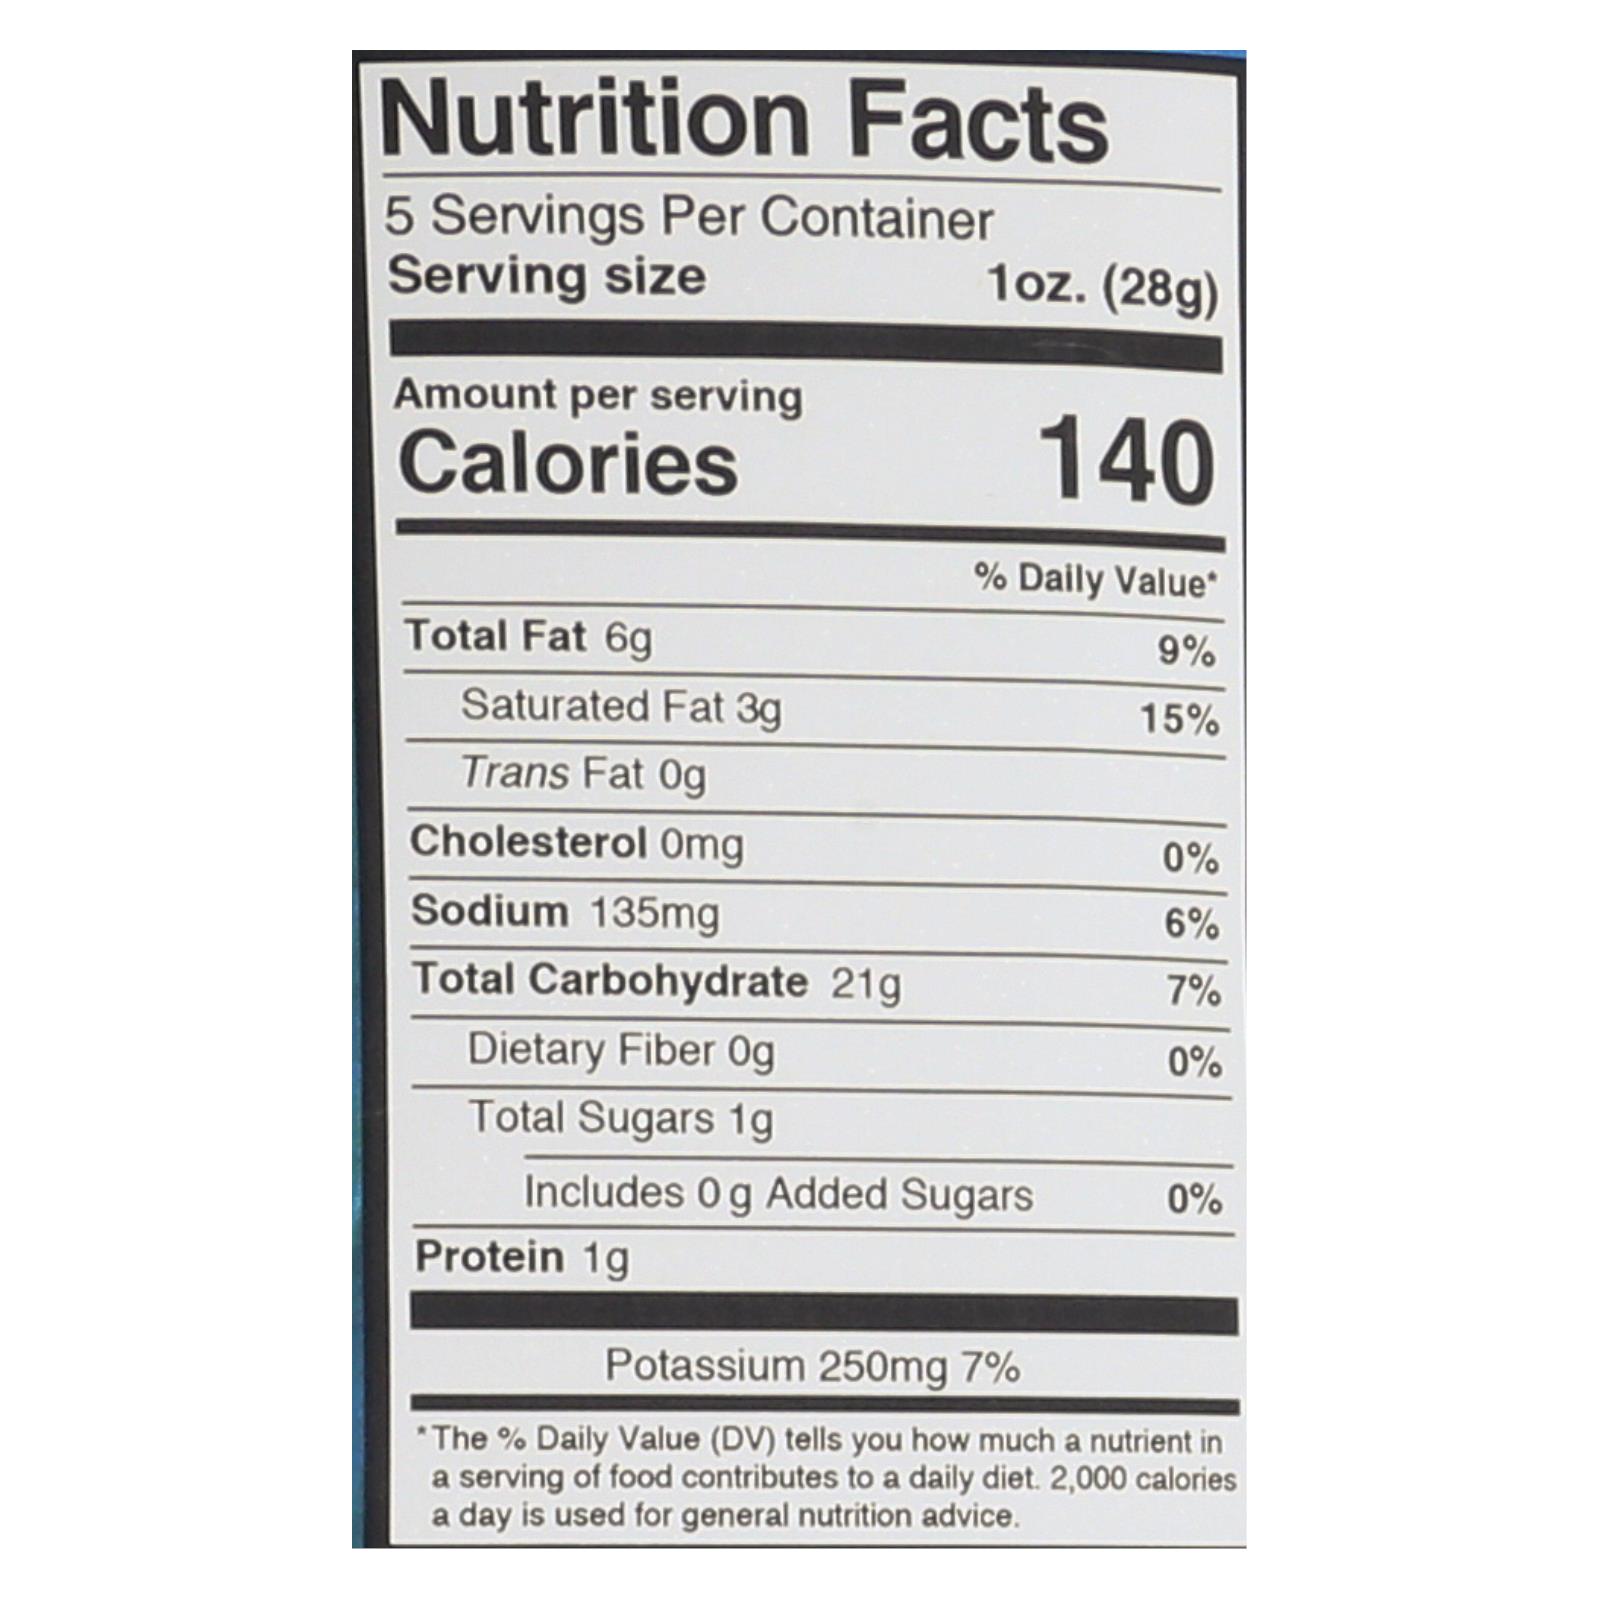 Nutrition Facts
5 Servings Per Container
Serving size 1oz. (28g)
Amount per serving
Calories 140
% Daily Value*
Total Fat 6g 9%
Saturated Fat 3g 15%
Trans Fat 0g
Cholesterol 0mg 0%
Sodium 135mg 6%
Total Carbohydrate 21g 7%
Dietary Fiber 0g 0%
Total Sugars 1g
Includes 0g Added Sugars 0%
Protein 1g
Potassium 250mg 7%
*The % Daily Value (DV) tells you how much a nutrient in
a serving of food contributes to a daily diet. 2,000 calories
a day is used for general nutrition advice.